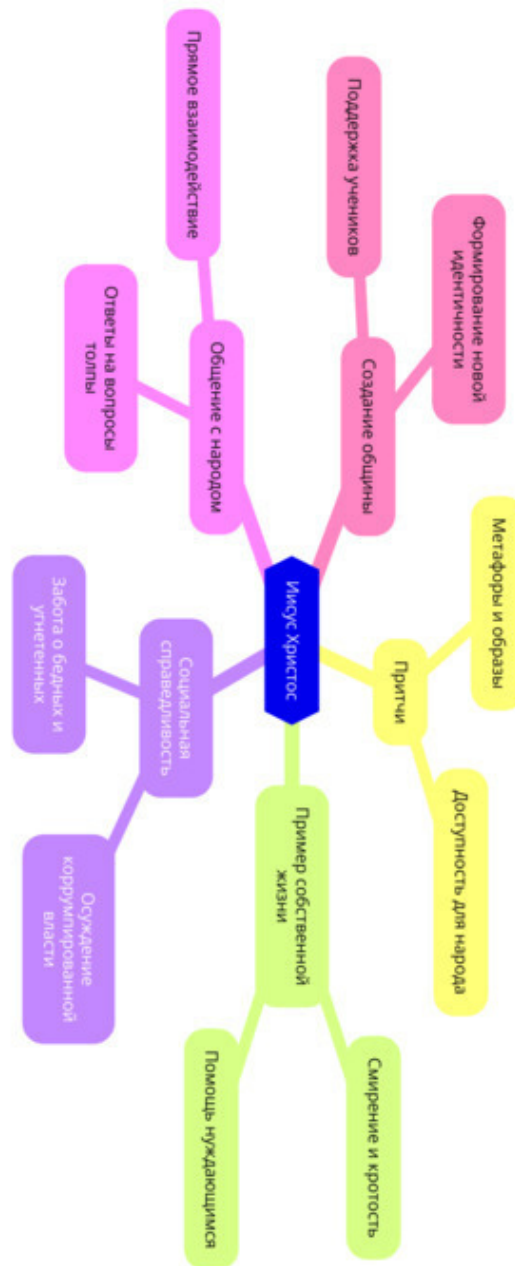 Формирование новой
идентичности
Метафоры и образы
Доступность для народа
Поддержка учеников
Создание общины
Притчи
Смирение и кротость
Иисус Христос
Пример собственной
жизни
Прямое взаимодействие
Общение с народом
Помощь нуждающимся
Социальная
справедливость
Ответы на вопросы
толпы
Осуждение
коррумпированной
власти
Забота о бедных и
угнетенных